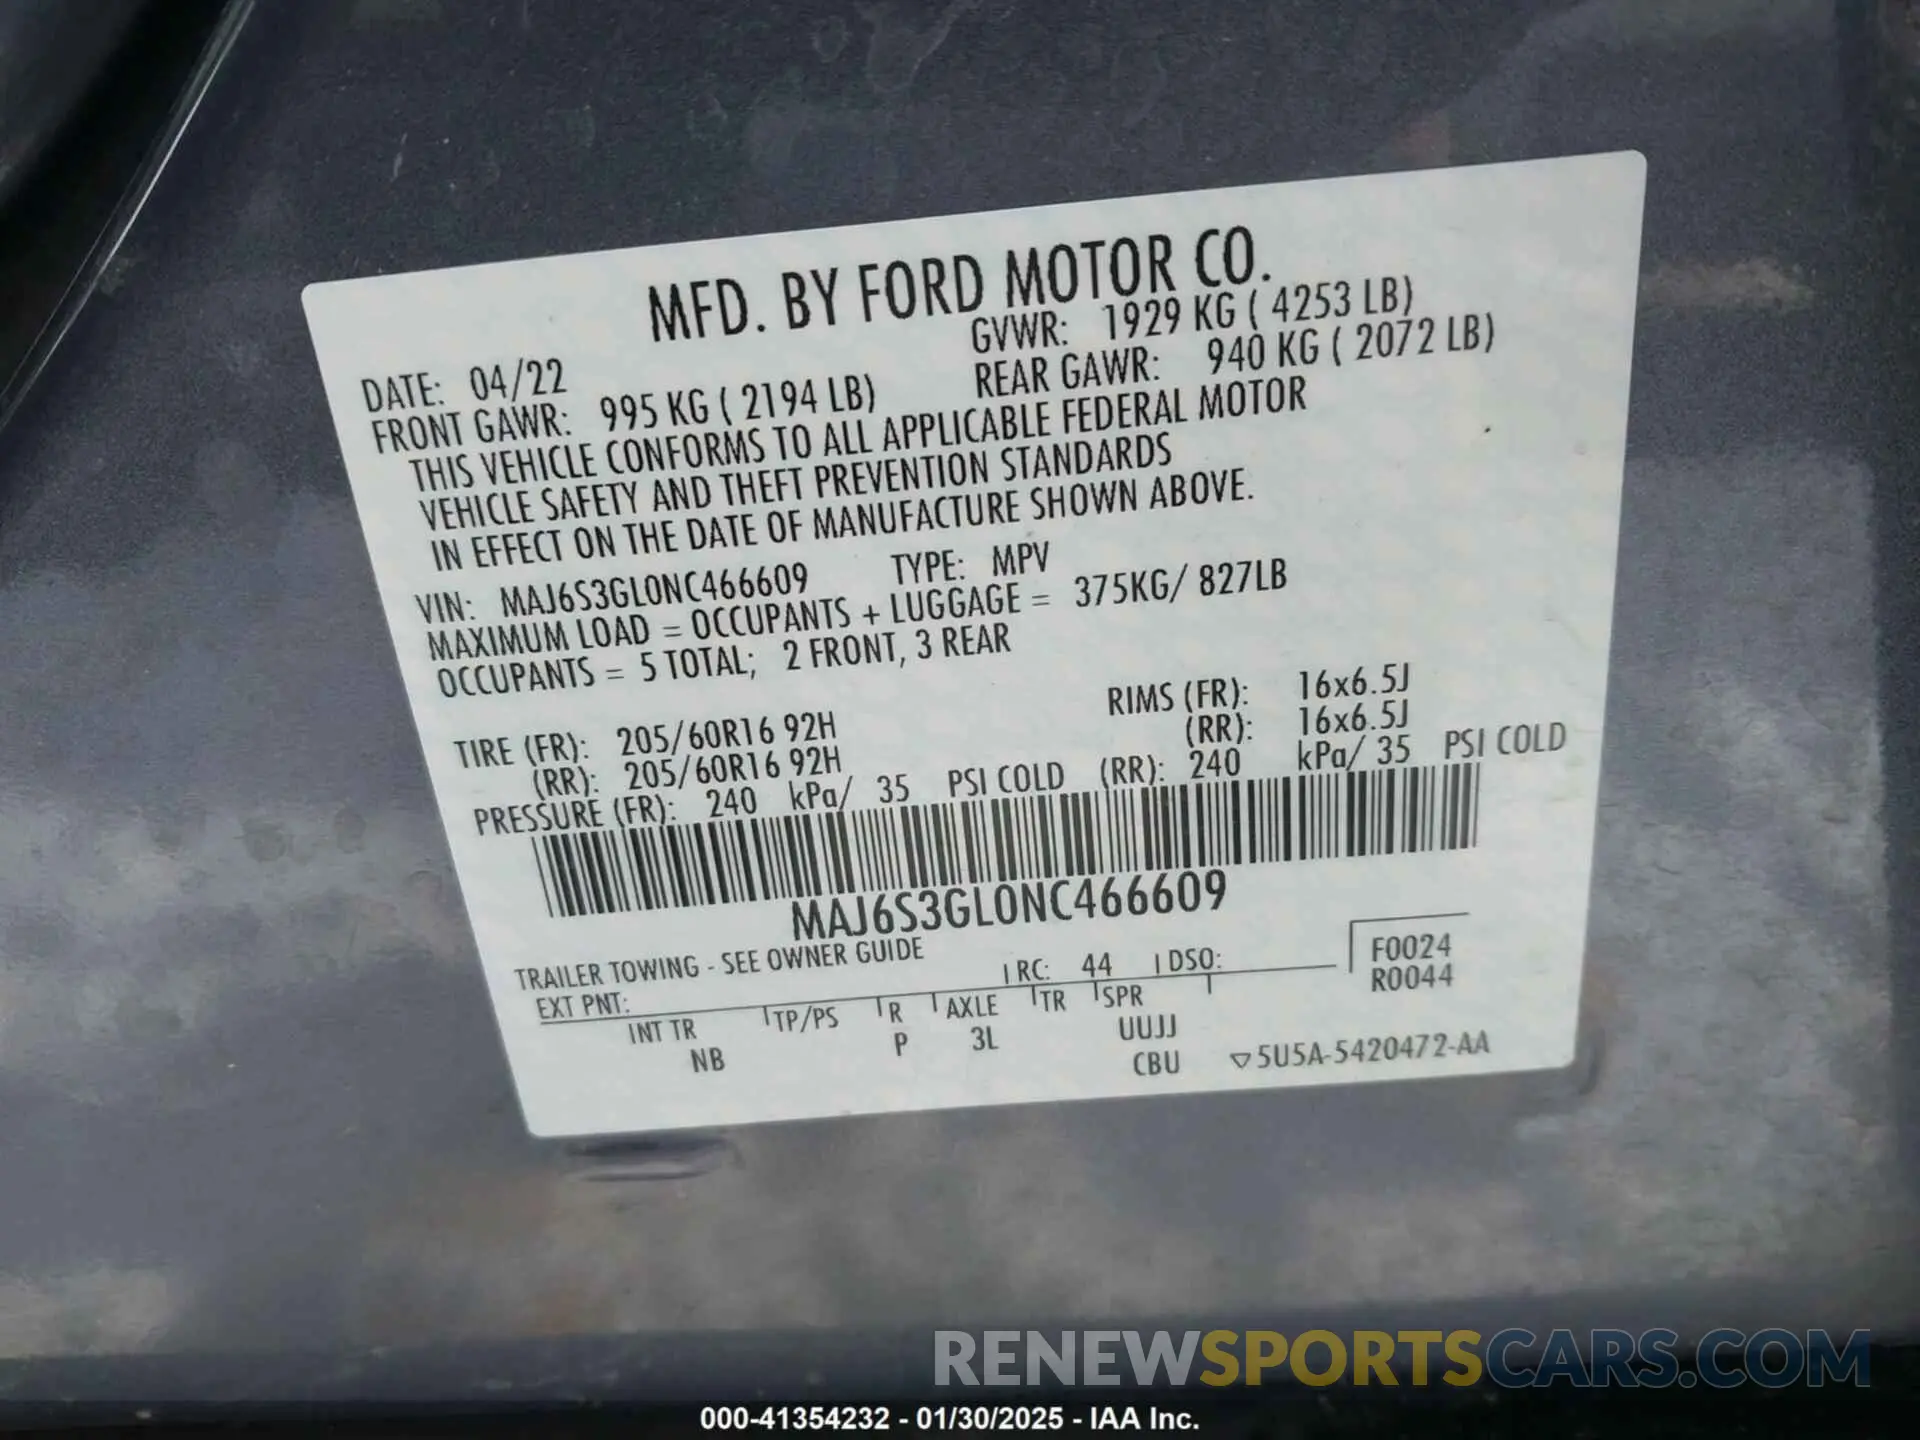 MFD. BY FORD MOTOR CO.
DATE: 04/22 GVWR: 1929 KG ( 4253 LB)
FRONT GAWR: 995 KG ( 2194 LB) REAR GAWR: 940 KG ( 2072 LB)
THIS VEHICLE CONFORMS TO ALL APPLICABLE FEDERAL MOTOR
VEHICLE SAFETY AND THEFT PREVENTION STANDARDS
IN EFFECT ON THE DATE OF MANUFACTURE SHOWN ABOVE.
VIN: MAJ6S3GL0NC466609 TYPE: MPV
MAXIMUM LOAD = OCCUPANTS + LUGGAGE = 375KG/ 827LB
OCCUPANTS = 5 TOTAL; 2 FRONT, 3 REAR
TIRE (FR): 205/60R16 92H RIMS (FR): 16x6.5J
(RR): 205/60R16 92H (RR): 16x6.5J
PRESSURE (FR): 240 kPa/ 35 PSI COLD (RR): 240 kPa/ 35 PSI COLD
MAJ6S3GL0NC466609
TRAILER TOWING - SEE OWNER GUIDE
EXT PNT: RC: 44 DSO: F0024
R0044
INT TR TP/PS R AXLE TR SPR
NB P 3L UUJJ
CBU ▽5U5A-5420472-AA
RENEWSPORTSCARS.COM
000-41354232 - 01/30/2025 - IAA Inc.